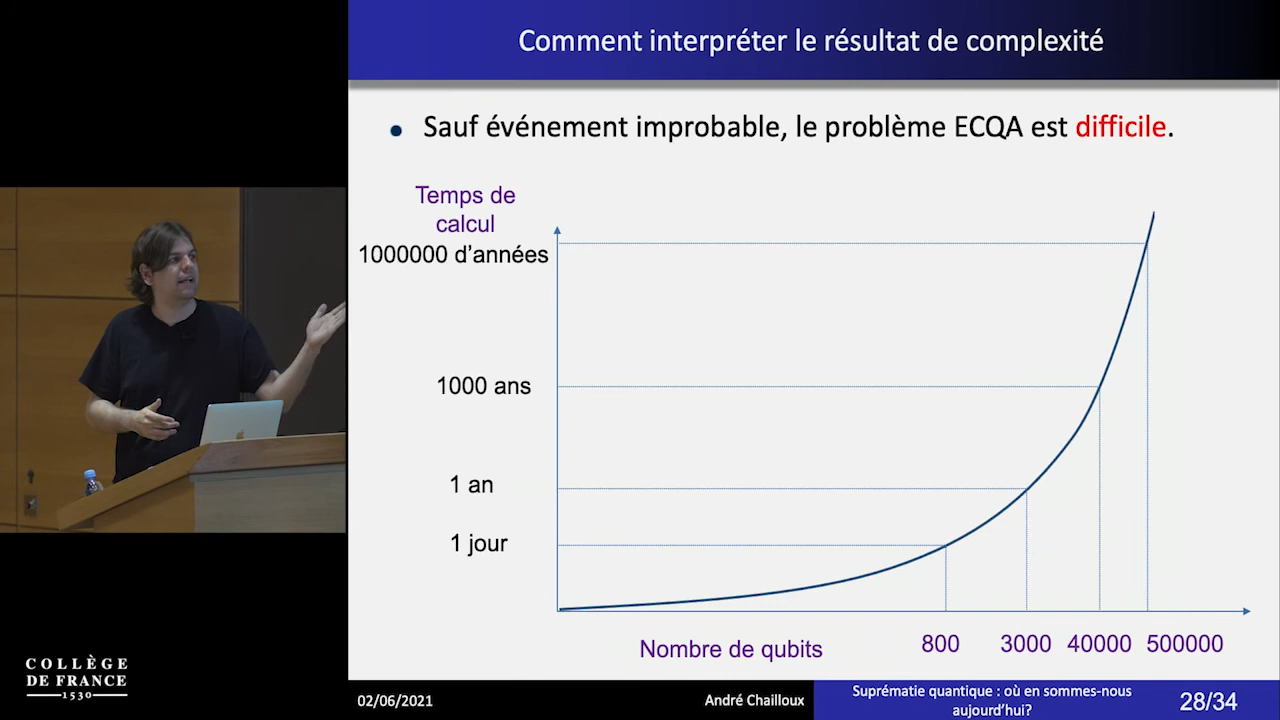 Comment interpréter le résultat de complexité
• Sauf événement improbable, le problème ECQA est difficile.
Temps de
calcul
1000000 d'années
1000 ans
1 an
1 jour
Nombre de qubits
800
3000
40000
500000
COLLÈGE
DE FRANCE
1530
02/06/2021
André Chailloux
Suprématie quantique : où en sommes-nous
aujourd'hui?
28/34